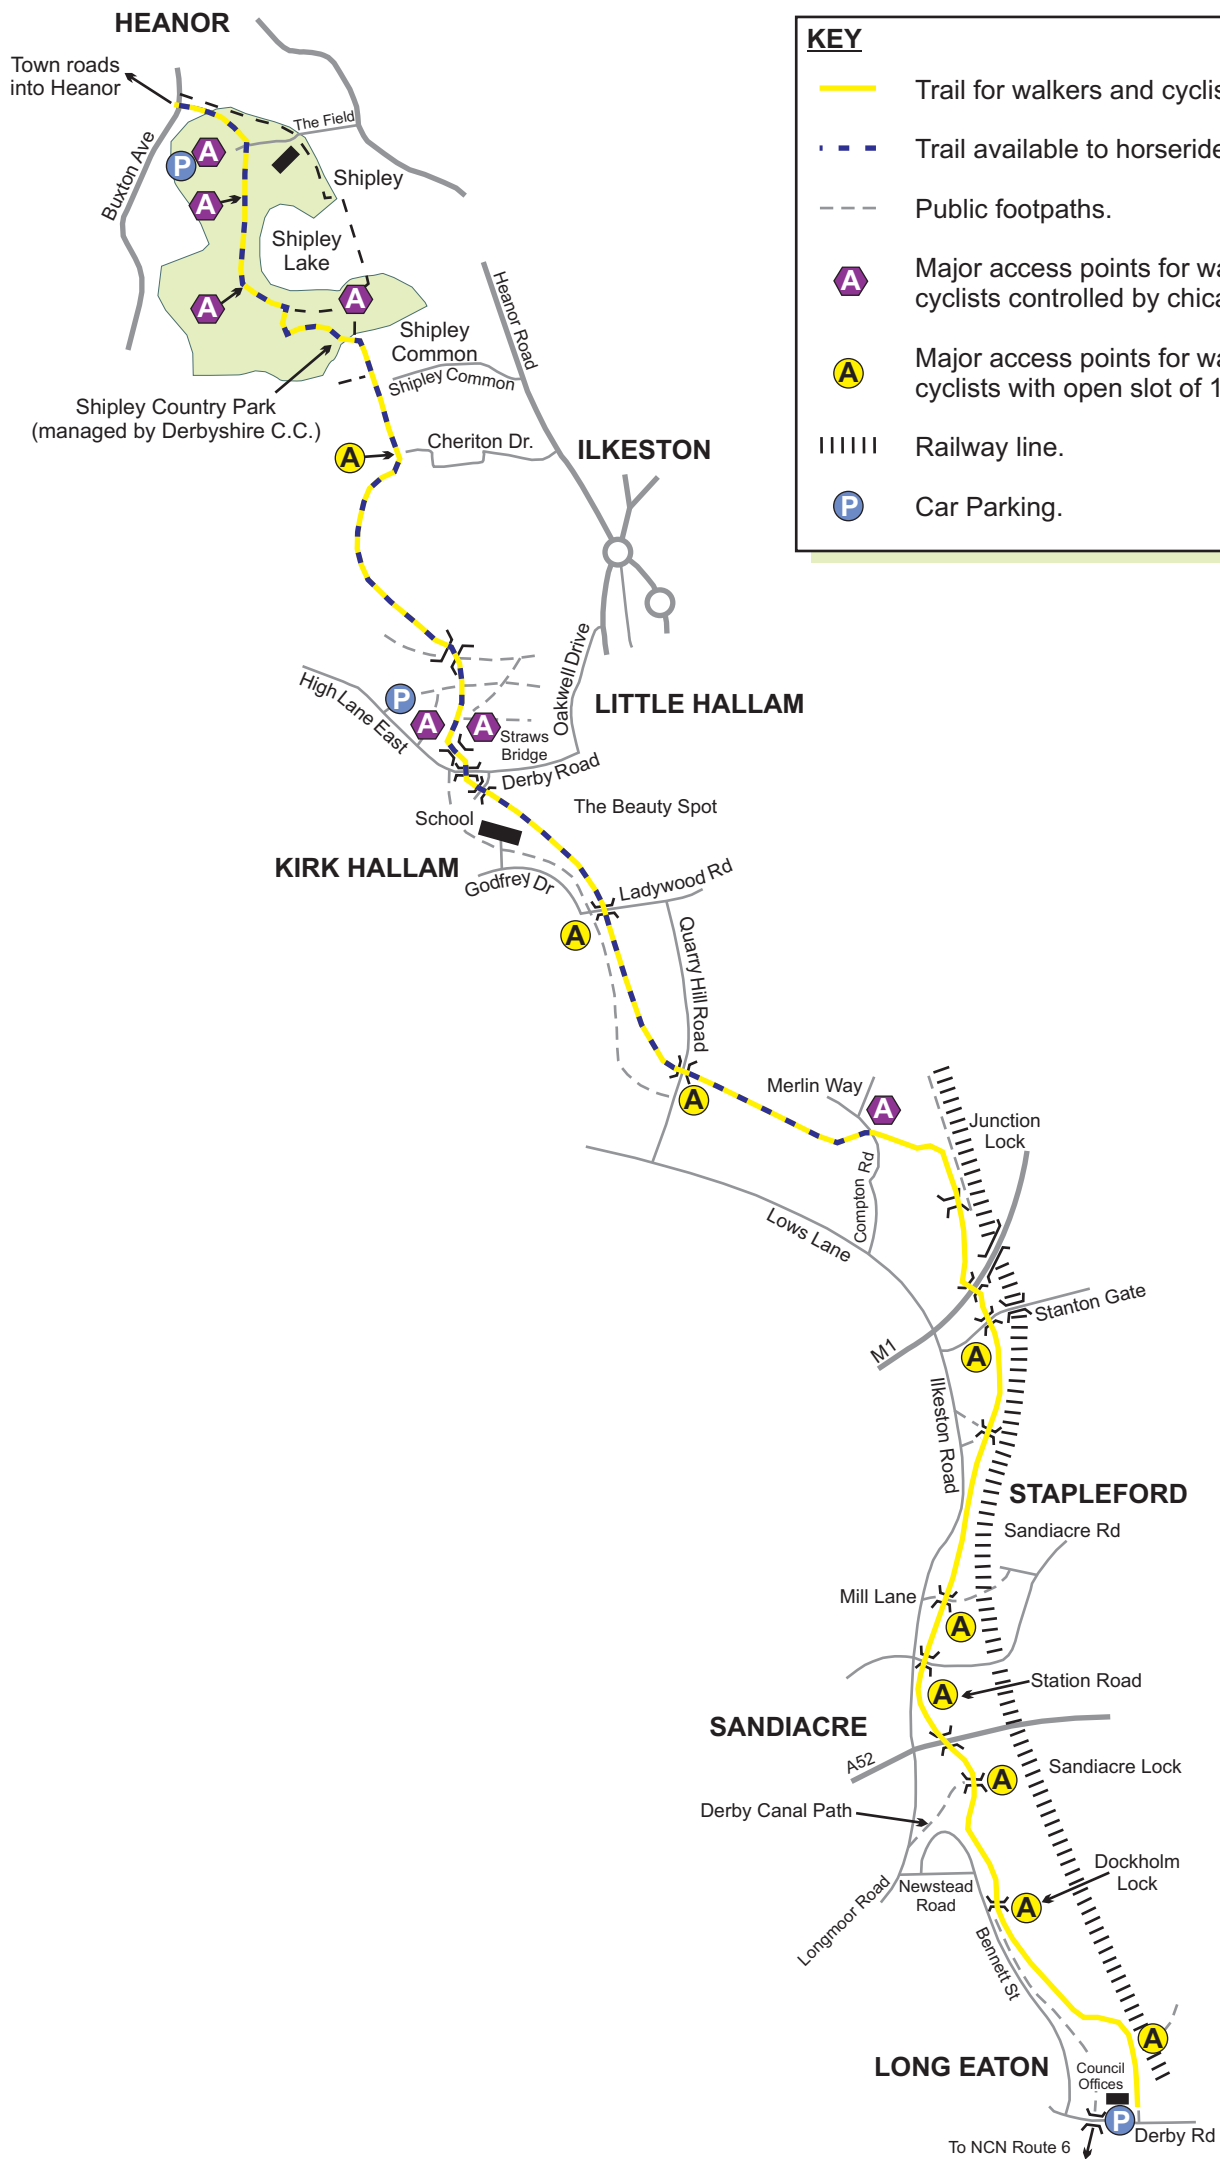 HEANOR
Town roads
into Heanor
Buxton Ave
The Field
P
A
A
Shipley
Shipley
Lake
A
A
Shipley
Common
Shipley Common
Heanor Road
Shipley Country Park
(managed by Derbyshire C.C.)
Cheriton Dr.
A
ILKESTON
KEY
Trail for walkers and
Trail available to
Public footpaths.
A
Major access points for
cyclists controlled by
A
Major access points for
cyclists with open slot of
Railway line.
P
Car Parking.
High Lane East
P
A
A
Straws
Bridge
Oakwell Drive
LITTLE HALLAM
Derby Road
The Beauty Spot
School
KIRK HALLAM
Godfrey Dr
Ladywood Rd
A
Quarry Hill Road
A
Merlin Way
A
Junction
Lock
Compton Rd
Lows Lane
Stanton Gate
M1
A
Ilkeston Road
STAPLEFORD
Sandiacre Rd
Mill Lane
A
Station Road
A
SANDIACRE
A52
Sandiacre Lock
A
Derby Canal Path
Dockholm
Lock
A
Newstead
Road
Longmoor Road
Bennett St
A
LONG EATON
Council
Offices
P
Derby Rd
To NCN Route 6